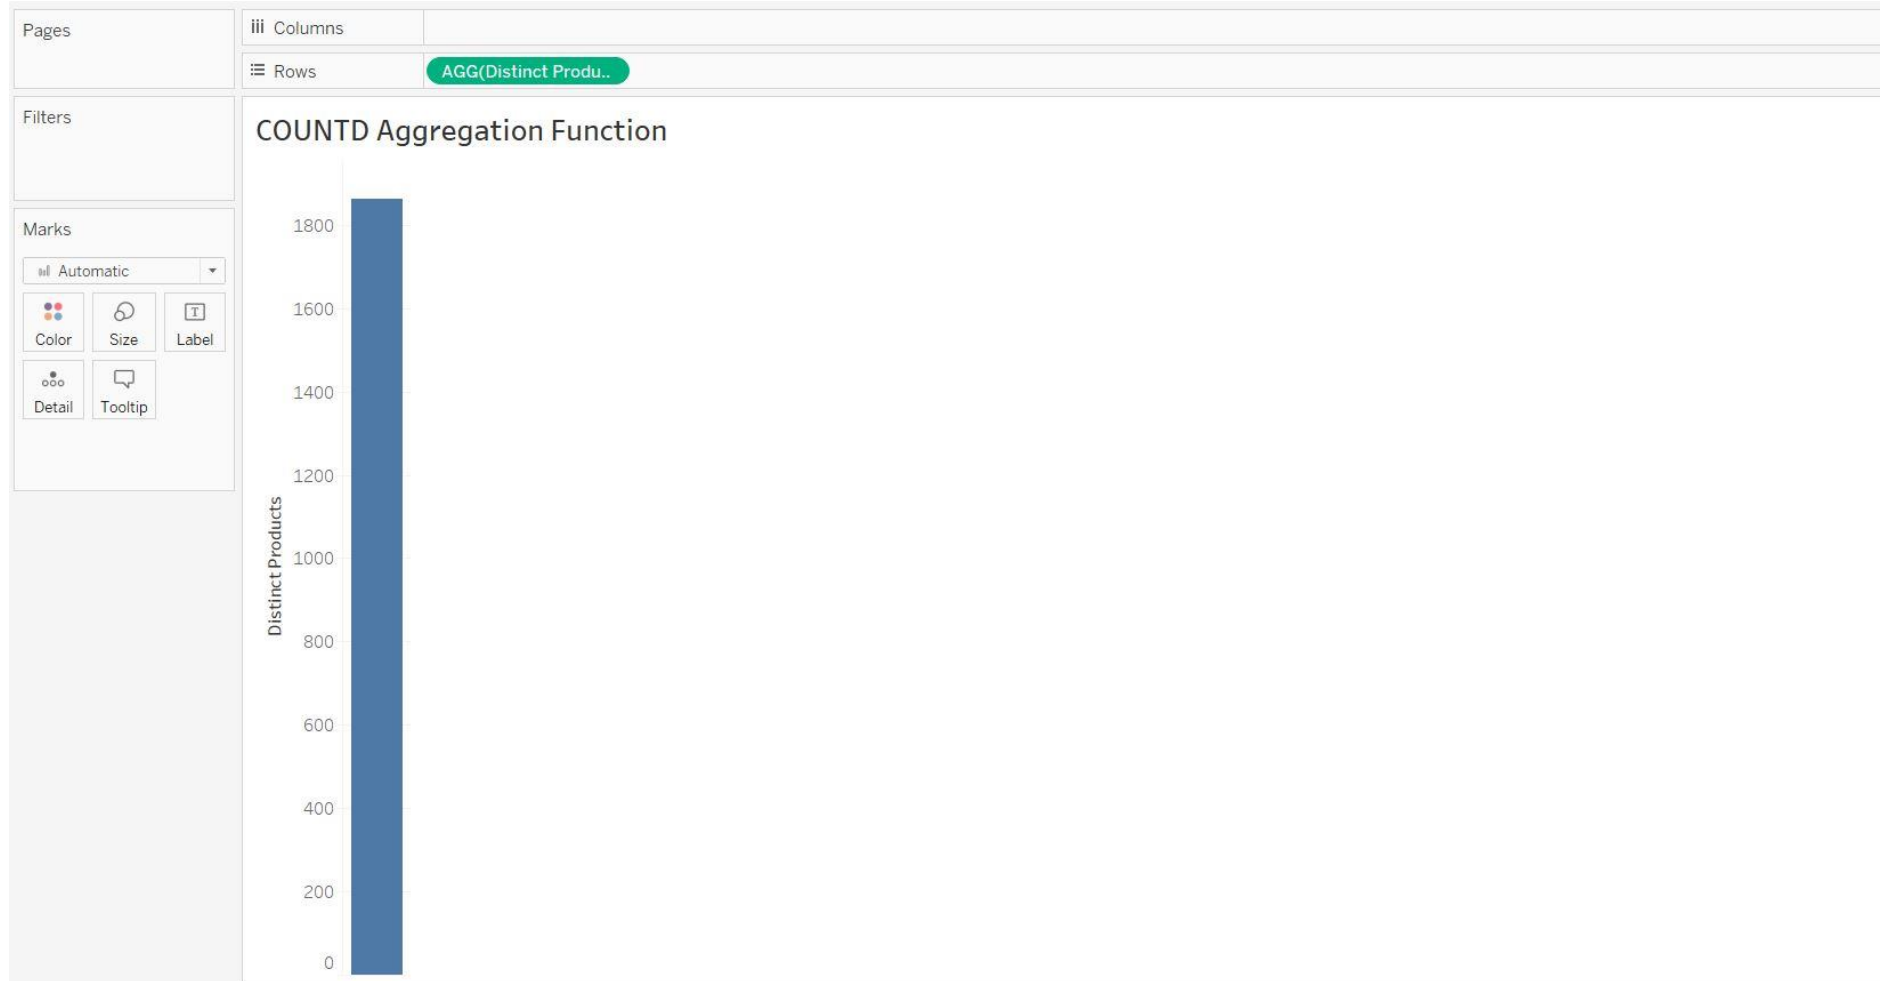 Pages
Columns
Rows
AGG(Distinct Produ..
Filters
Marks
Automatic
Color
Size
T
Label
Detail
Tooltip
COUNTD Aggregation Function
Distinct Products
1800
1600
1400
1200
1000
800
600
400
200
0